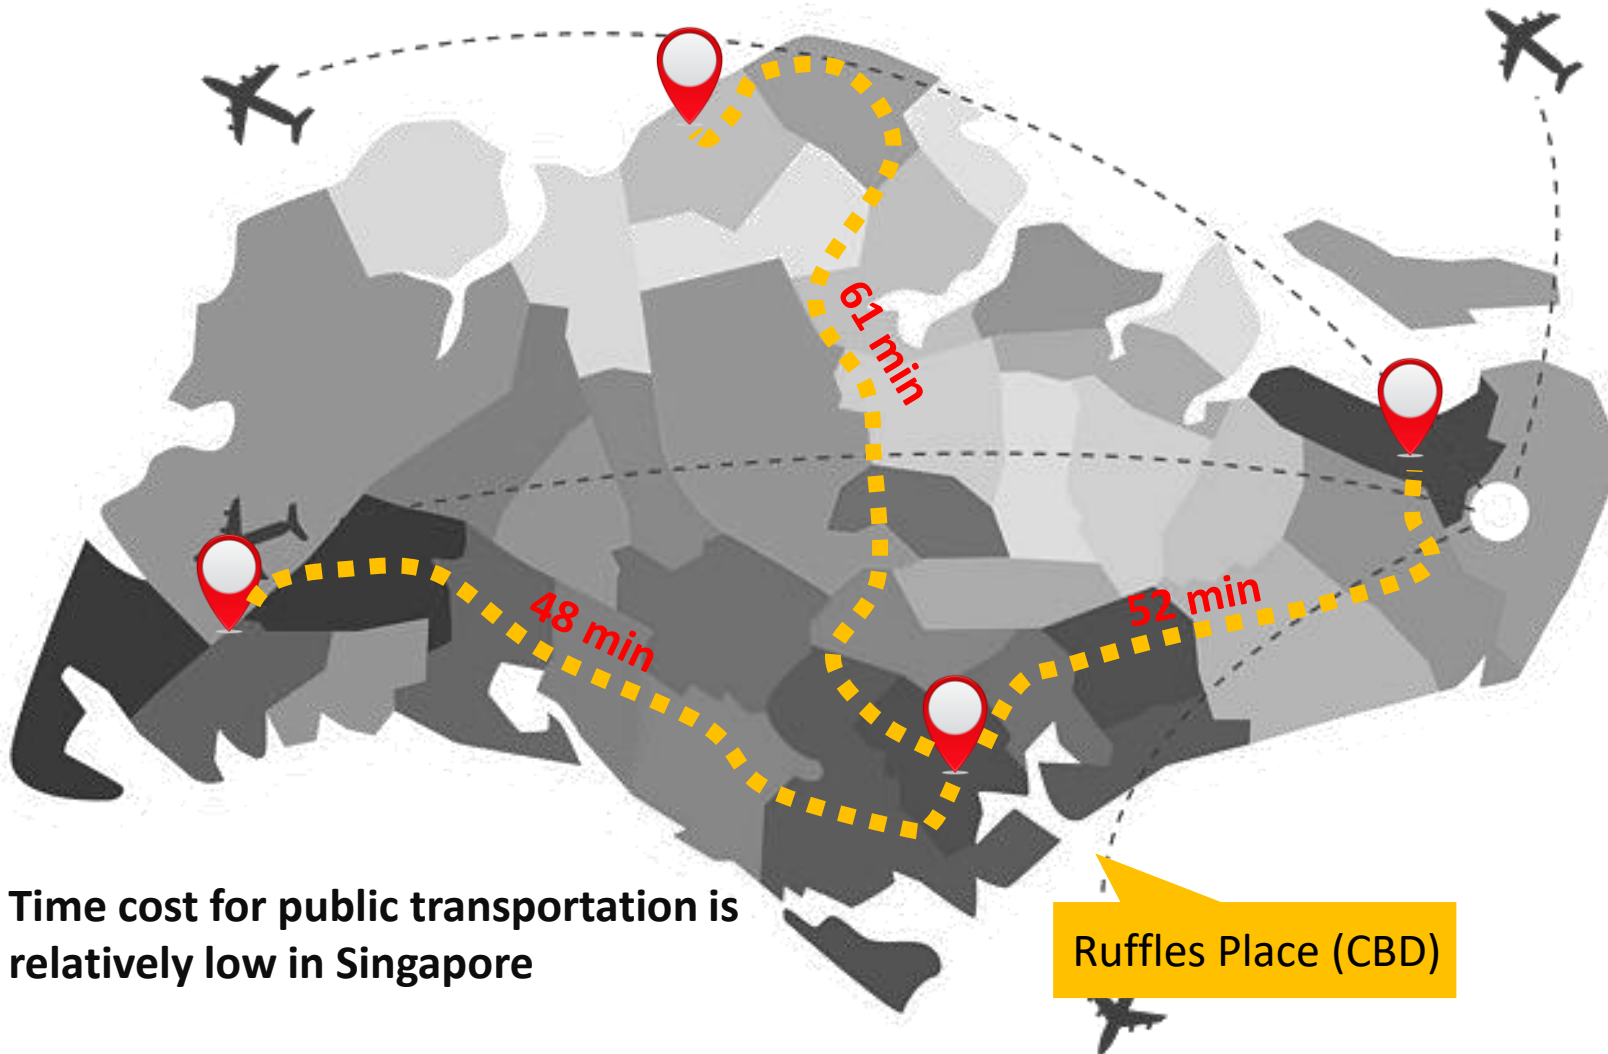 61 min
48 min
52 min
Time cost for public transportation is
relatively low in Singapore
Ruffles Place (CBD)